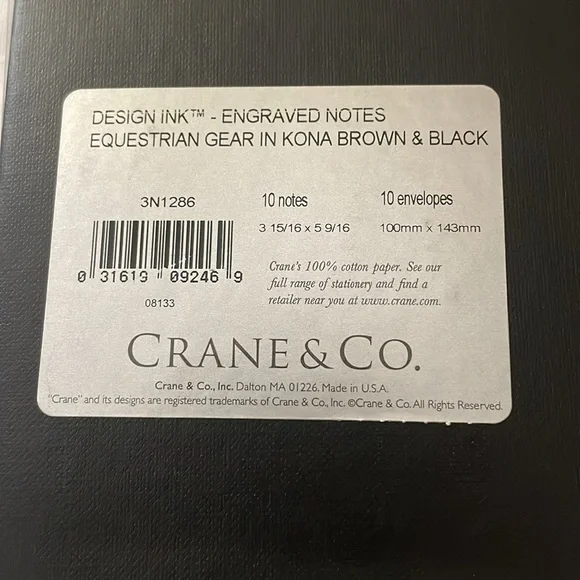 DESIGN INK™ - ENGRAVED NOTES
EQUESTRIAN GEAR IN KONA BROWN & BLACK
3N1286 10 notes 10 envelopes
3 15/16 x 5 9/16 100mm x 143mm
0 31619 09246 9
08133
Crane's 100% cotton paper. See our
full range of stationery and find a
retailer near you at www.crane.com.
CRANE & CO.
Crane & Co., Inc. Dalton MA 01226. Made in U.S.A.
"Crane" and its designs are registered trademarks of Crane & Co., Inc. ©Crane & Co. All Rights Reserved.